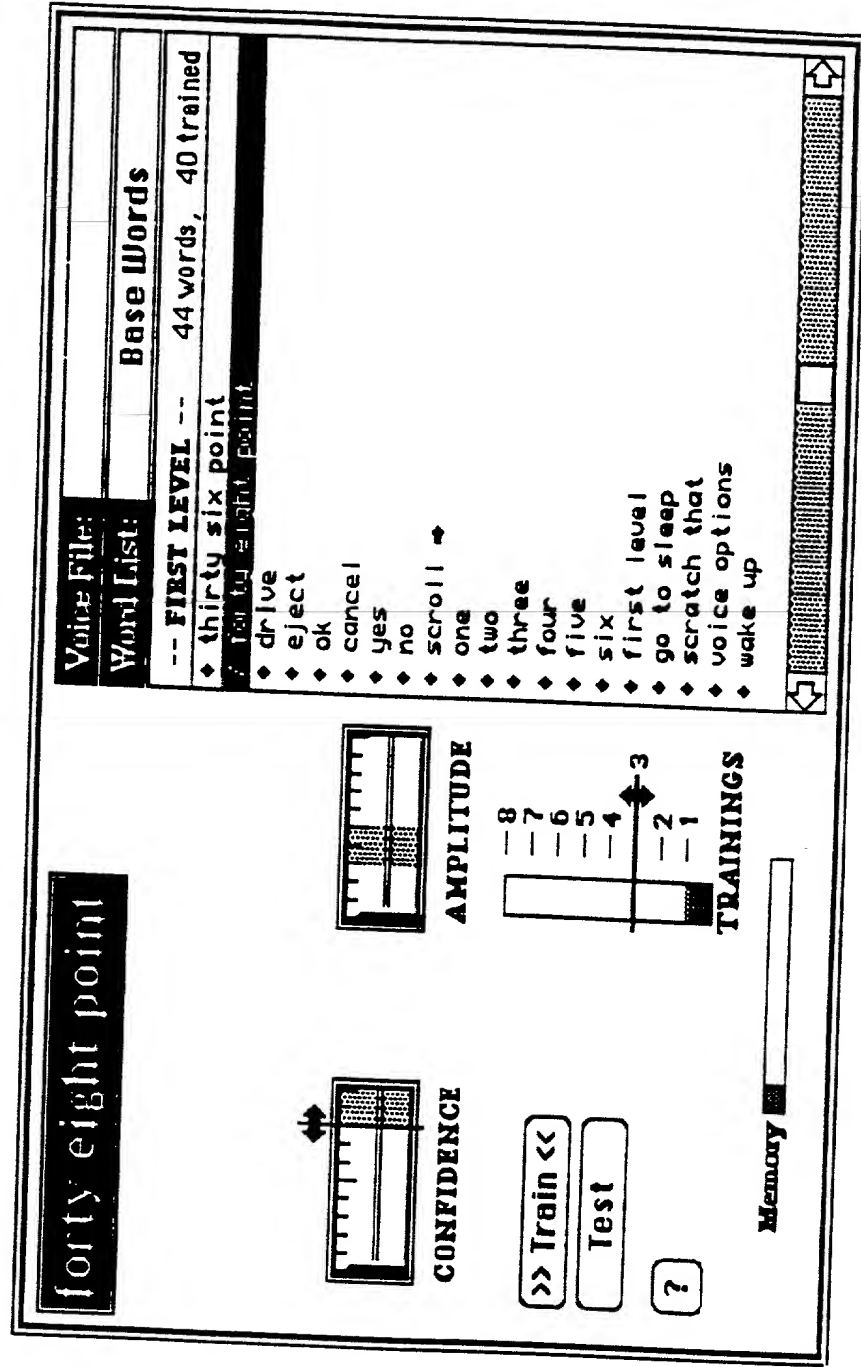 forty eight point
CONFIDENCE
AMPLITUDE
>> Train <<
Test
?
—8
—7
—6
—5
—4
3
—2
—1
TRAININGS
Memory
Voice File:
Word List: Base Words
-- FIRST LEVEL -- 44 words, 40 trained
♦ thirty six point
/ forty eight point
♦ drive
♦ eject
♦ ok
♦ cancel
♦ yes
♦ no
♦ scroll ➡
♦ one
♦ two
♦ three
♦ four
♦ five
♦ six
♦ first level
♦ go to sleep
♦ scratch that
♦ voice options
♦ wake up